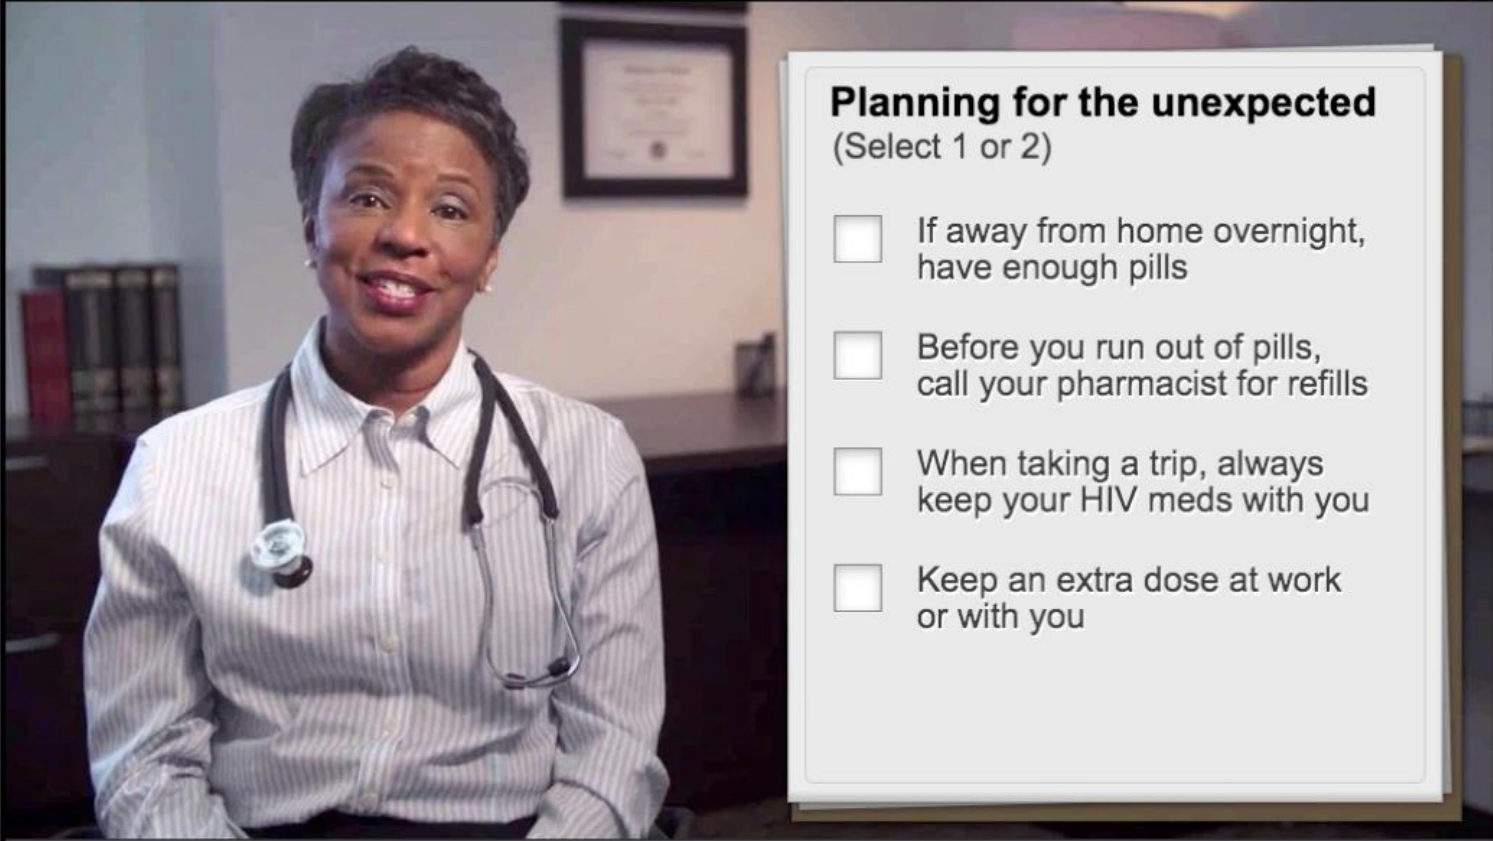 Planning for the unexpected
(Select 1 or 2)
If away from home overnight,
have enough pills
Before you run out of pills,
call your pharmacist for refills
When taking a trip, always
keep your HIV meds with you
Keep an extra dose at work
or with you